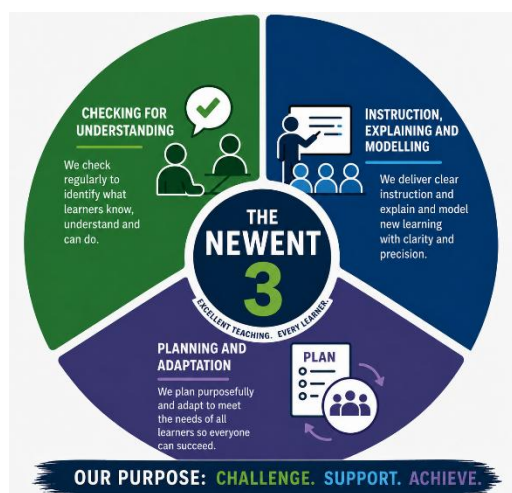 CHECKING FOR
UNDERSTANDING
We check
regularly to
identify what
learners know,
understand and
can do.
INSTRUCTION,
EXPLAINING AND
MODELLING
We deliver clear
instruction and
explain and model
new learning
with clarity and
precision.
THE
NEWENT
3
EXCELLENT TEACHING. EVERY LEARNER.
PLANNING AND
ADAPTATION
We plan purposefully
and adapt to meet
the needs of all
learners so everyone
can succeed.
PLAN
OUR PURPOSE: CHALLENGE. SUPPORT. ACHIEVE.